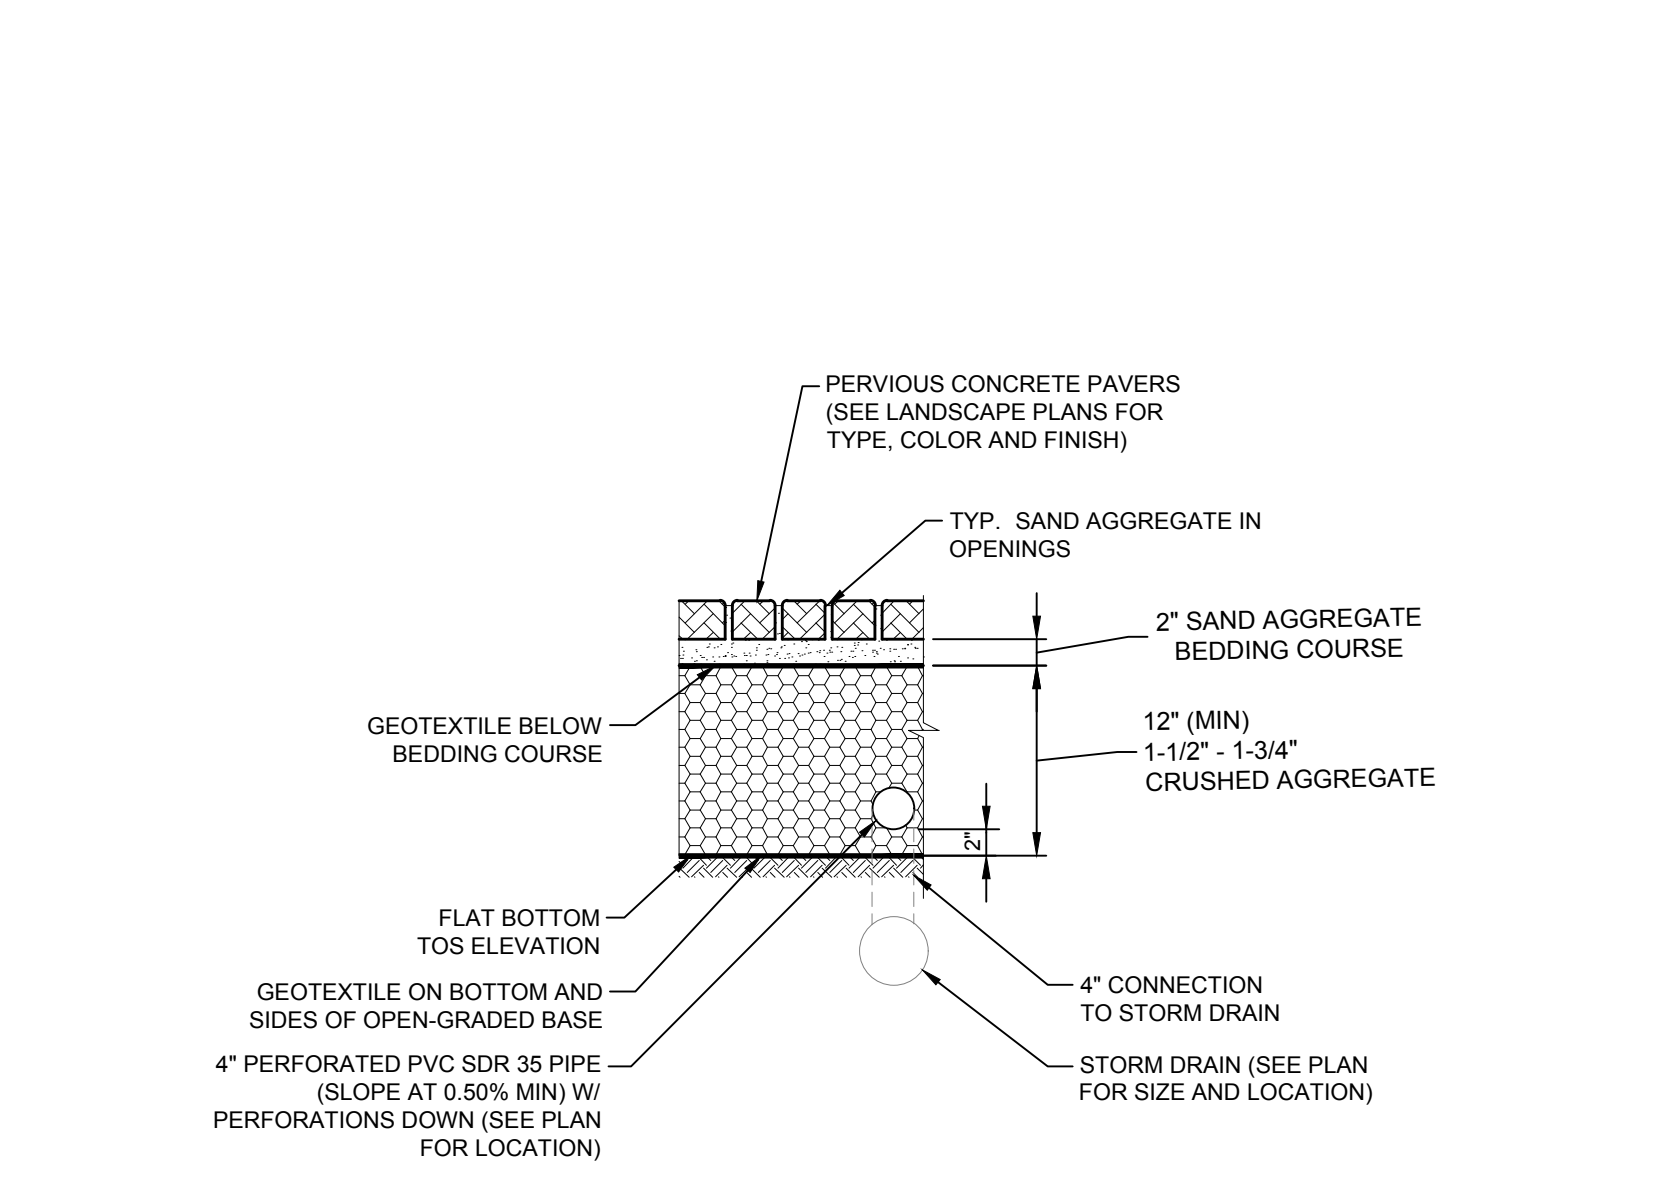 PERVIOUS CONCRETE PAVERS
(SEE LANDSCAPE PLANS FOR
TYPE, COLOR AND FINISH)
TYP. SAND AGGREGATE IN
OPENINGS
2" SAND AGGREGATE
BEDDING COURSE
GEOTEXTILE BELOW
BEDDING COURSE
12" (MIN)
1-1/2" - 1-3/4"
CRUSHED AGGREGATE
2"
FLAT BOTTOM
TOS ELEVATION
GEOTEXTILE ON BOTTOM AND
SIDES OF OPEN-GRADED BASE
4" PERFORATED PVC SDR 35 PIPE
(SLOPE AT 0.50% MIN) W/
PERFORATIONS DOWN (SEE PLAN
FOR LOCATION)
4" CONNECTION
TO STORM DRAIN
STORM DRAIN (SEE PLAN
FOR SIZE AND LOCATION)